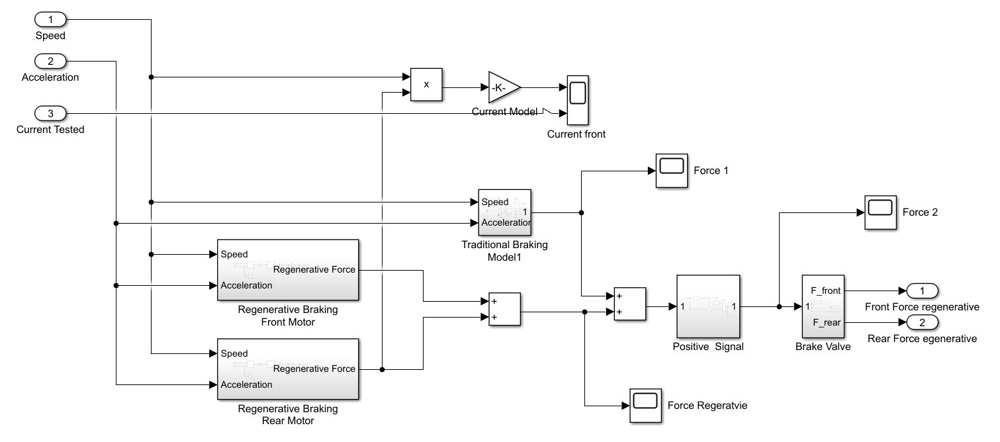 1
Speed
2
Acceleration
3
Current Tested
x
-K-
Current Model
Current front
Force 1
Speed
Acceleration
1
Traditional Braking
Model1
Force 2
Speed
Acceleration
Regenerative Force
Regenerative Braking
Front Motor
+
+
+
+
1
1
Positive Signal
1
F_front
F_rear
Brake Valve
1
Front Force regenerative
2
Rear Force egenerative
Speed
Acceleration
Regenerative Force
Regenerative Braking
Rear Motor
Force Regeratvie